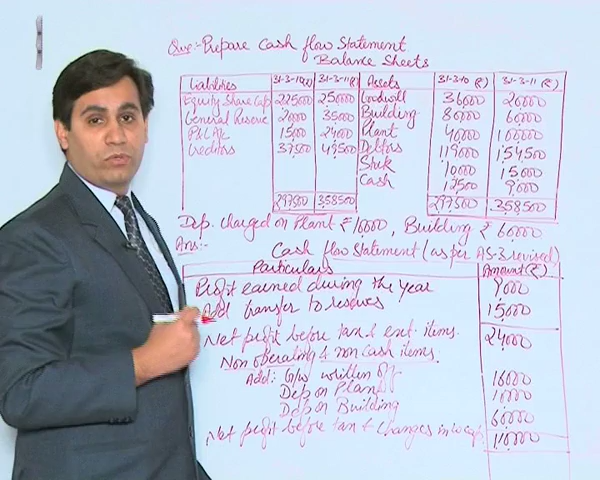 Que:- Prepare Cash flow Statement.
Balance Sheets
Liabilities 31-3-10(₹) 31-3-11(₹) Assets 31-3-10 (₹) 31-3-11 (₹)
Equity Share Cap 225000 250000 Goodwill 36000 20000
General Reserve 20000 35000 Building 80000 60000
P&L A/c 15000 24000 Plant 40000 100000
Creditors 37500 49500 Debtors 119000 1,54,500
Stock 10000 15000
Cash 12500 9000
297500 358500 297500 358500
Dep. charged on Plant ₹ 10000, Building ₹ 60000
Ans:- Cash flow Statement (as per AS-3 revised)
Particulars Amount (₹)
Profit earned during the year 9000
Add transfer to reserves 15000
Net profit before tax & ext. items. 24000
Non operating & non cash items.
Add: G/w written off 16000
Dep on Plant 10000
Dep on Building 60000
Net profit before tax & changes in w cap. 110000